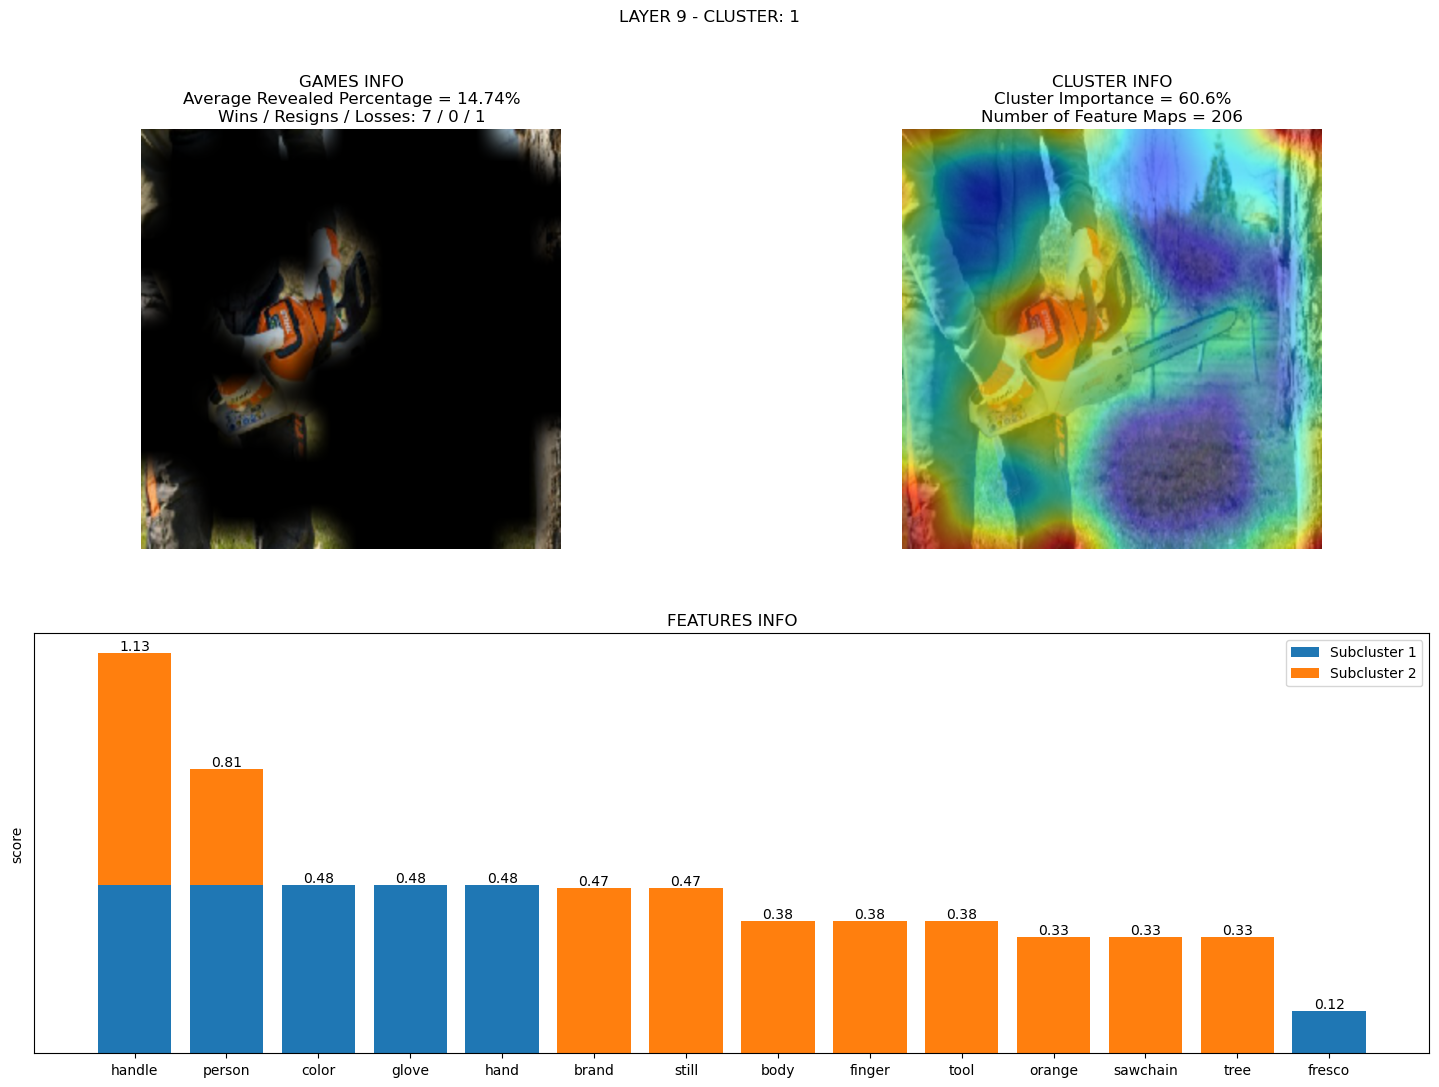 LAYER 9 - CLUSTER: 1
GAMES INFO
Average Revealed Percentage = 14.74%
Wins / Resigns / Losses: 7 / 0 / 1
CLUSTER INFO
Cluster Importance = 60.6%
Number of Feature Maps = 206
FEATURES INFO
Subcluster 1
Subcluster 2
score
1.13
0.81
0.48
0.48
0.48
0.47
0.47
0.38
0.38
0.38
0.33
0.33
0.33
0.12
handle
person
color
glove
hand
brand
still
body
finger
tool
orange
sawchain
tree
fresco